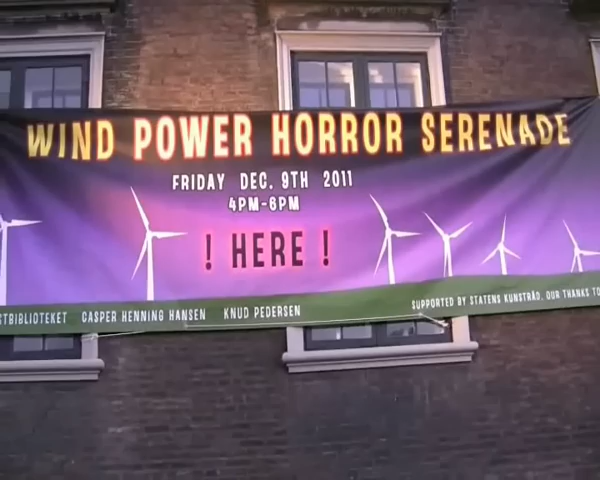 WIND POWER HORROR SERENADE
FRIDAY DEC. 9TH 2011
4PM-6PM
! HERE !
STBIBLIOTEKET CASPER HENNING HANSEN KNUD PEDERSEN
SUPPORTED BY STATENS KUNSTRÅD. OUR THANKS TO